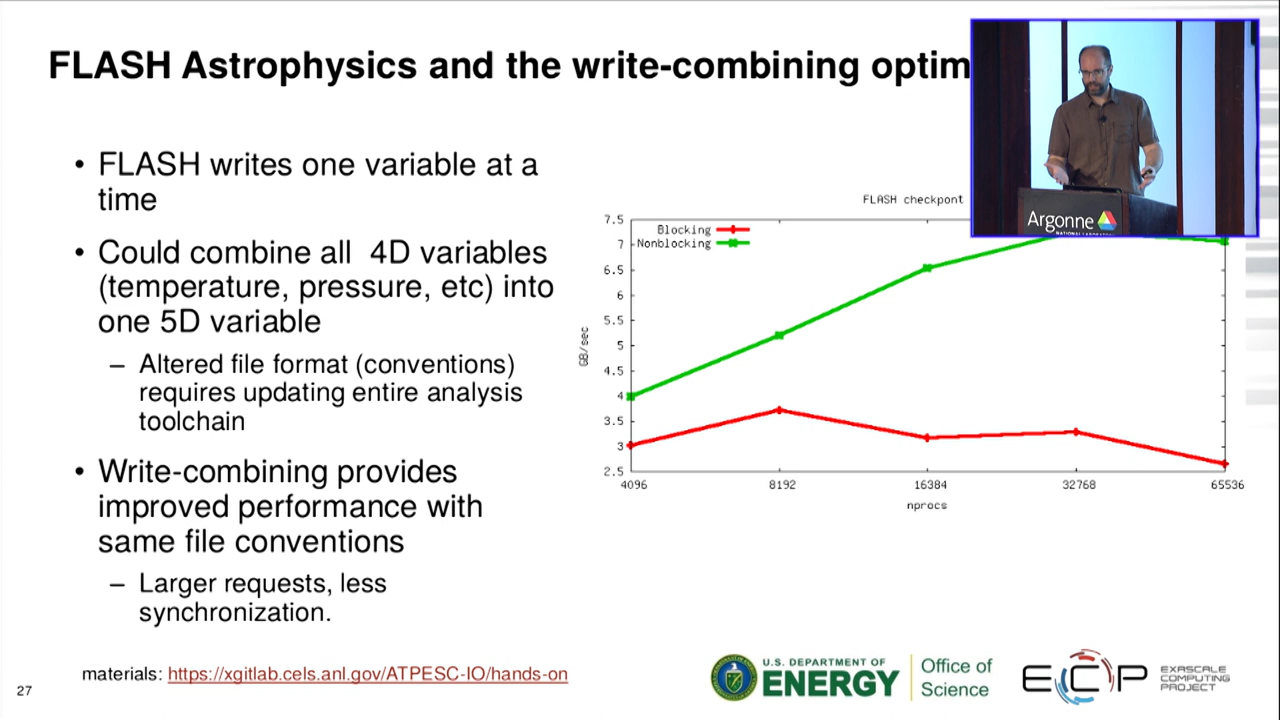 FLASH Astrophysics and the write-combining optim
• FLASH writes one variable at a
time
• Could combine all 4D variables
(temperature, pressure, etc) into
one 5D variable
– Altered file format (conventions)
requires updating entire analysis
toolchain
• Write-combining provides
improved performance with
same file conventions
– Larger requests, less
synchronization.
FLASH checkpont
Blocking
Nonblocking
7.5
7
6.5
6
5.5
5
4.5
4
3.5
3
2.5
GB/sec
4096 8192 16384 32768 65536
nprocs
Argonne
NATIONAL LABORATORY
materials: https://xgitlab.cels.anl.gov/ATPESC-IO/hands-on
27
U.S. DEPARTMENT OF
ENERGY
Office of
Science
ECP
EXASCALE
COMPUTING
PROJECT